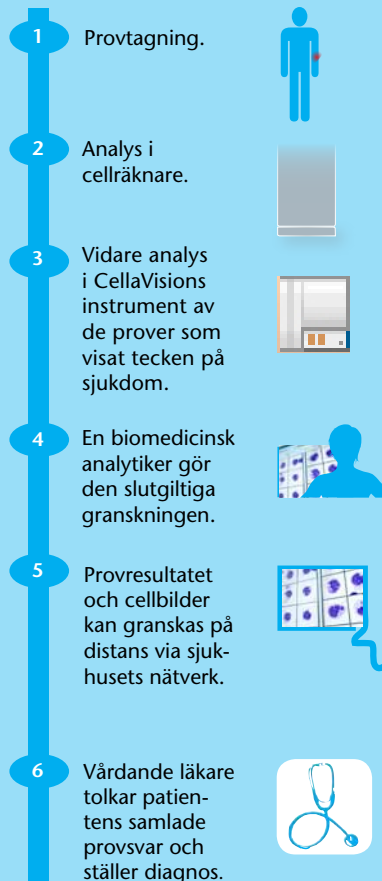 1
Provtagning.
2
Analys i
cellräknare.
3
Vidare analys
i CellaVisions
instrument av
de prover som
visat tecken på
sjukdom.
4
En biomedicinsk
analytiker gör
den slutgiltiga
granskningen.
5
Provresultatet
och cellbilder
kan granskas på
distans via sjuk-
husets nätverk.
6
Vårdande läkare
tolkar patien-
tens samlade
provsvar och
ställer diagnos.